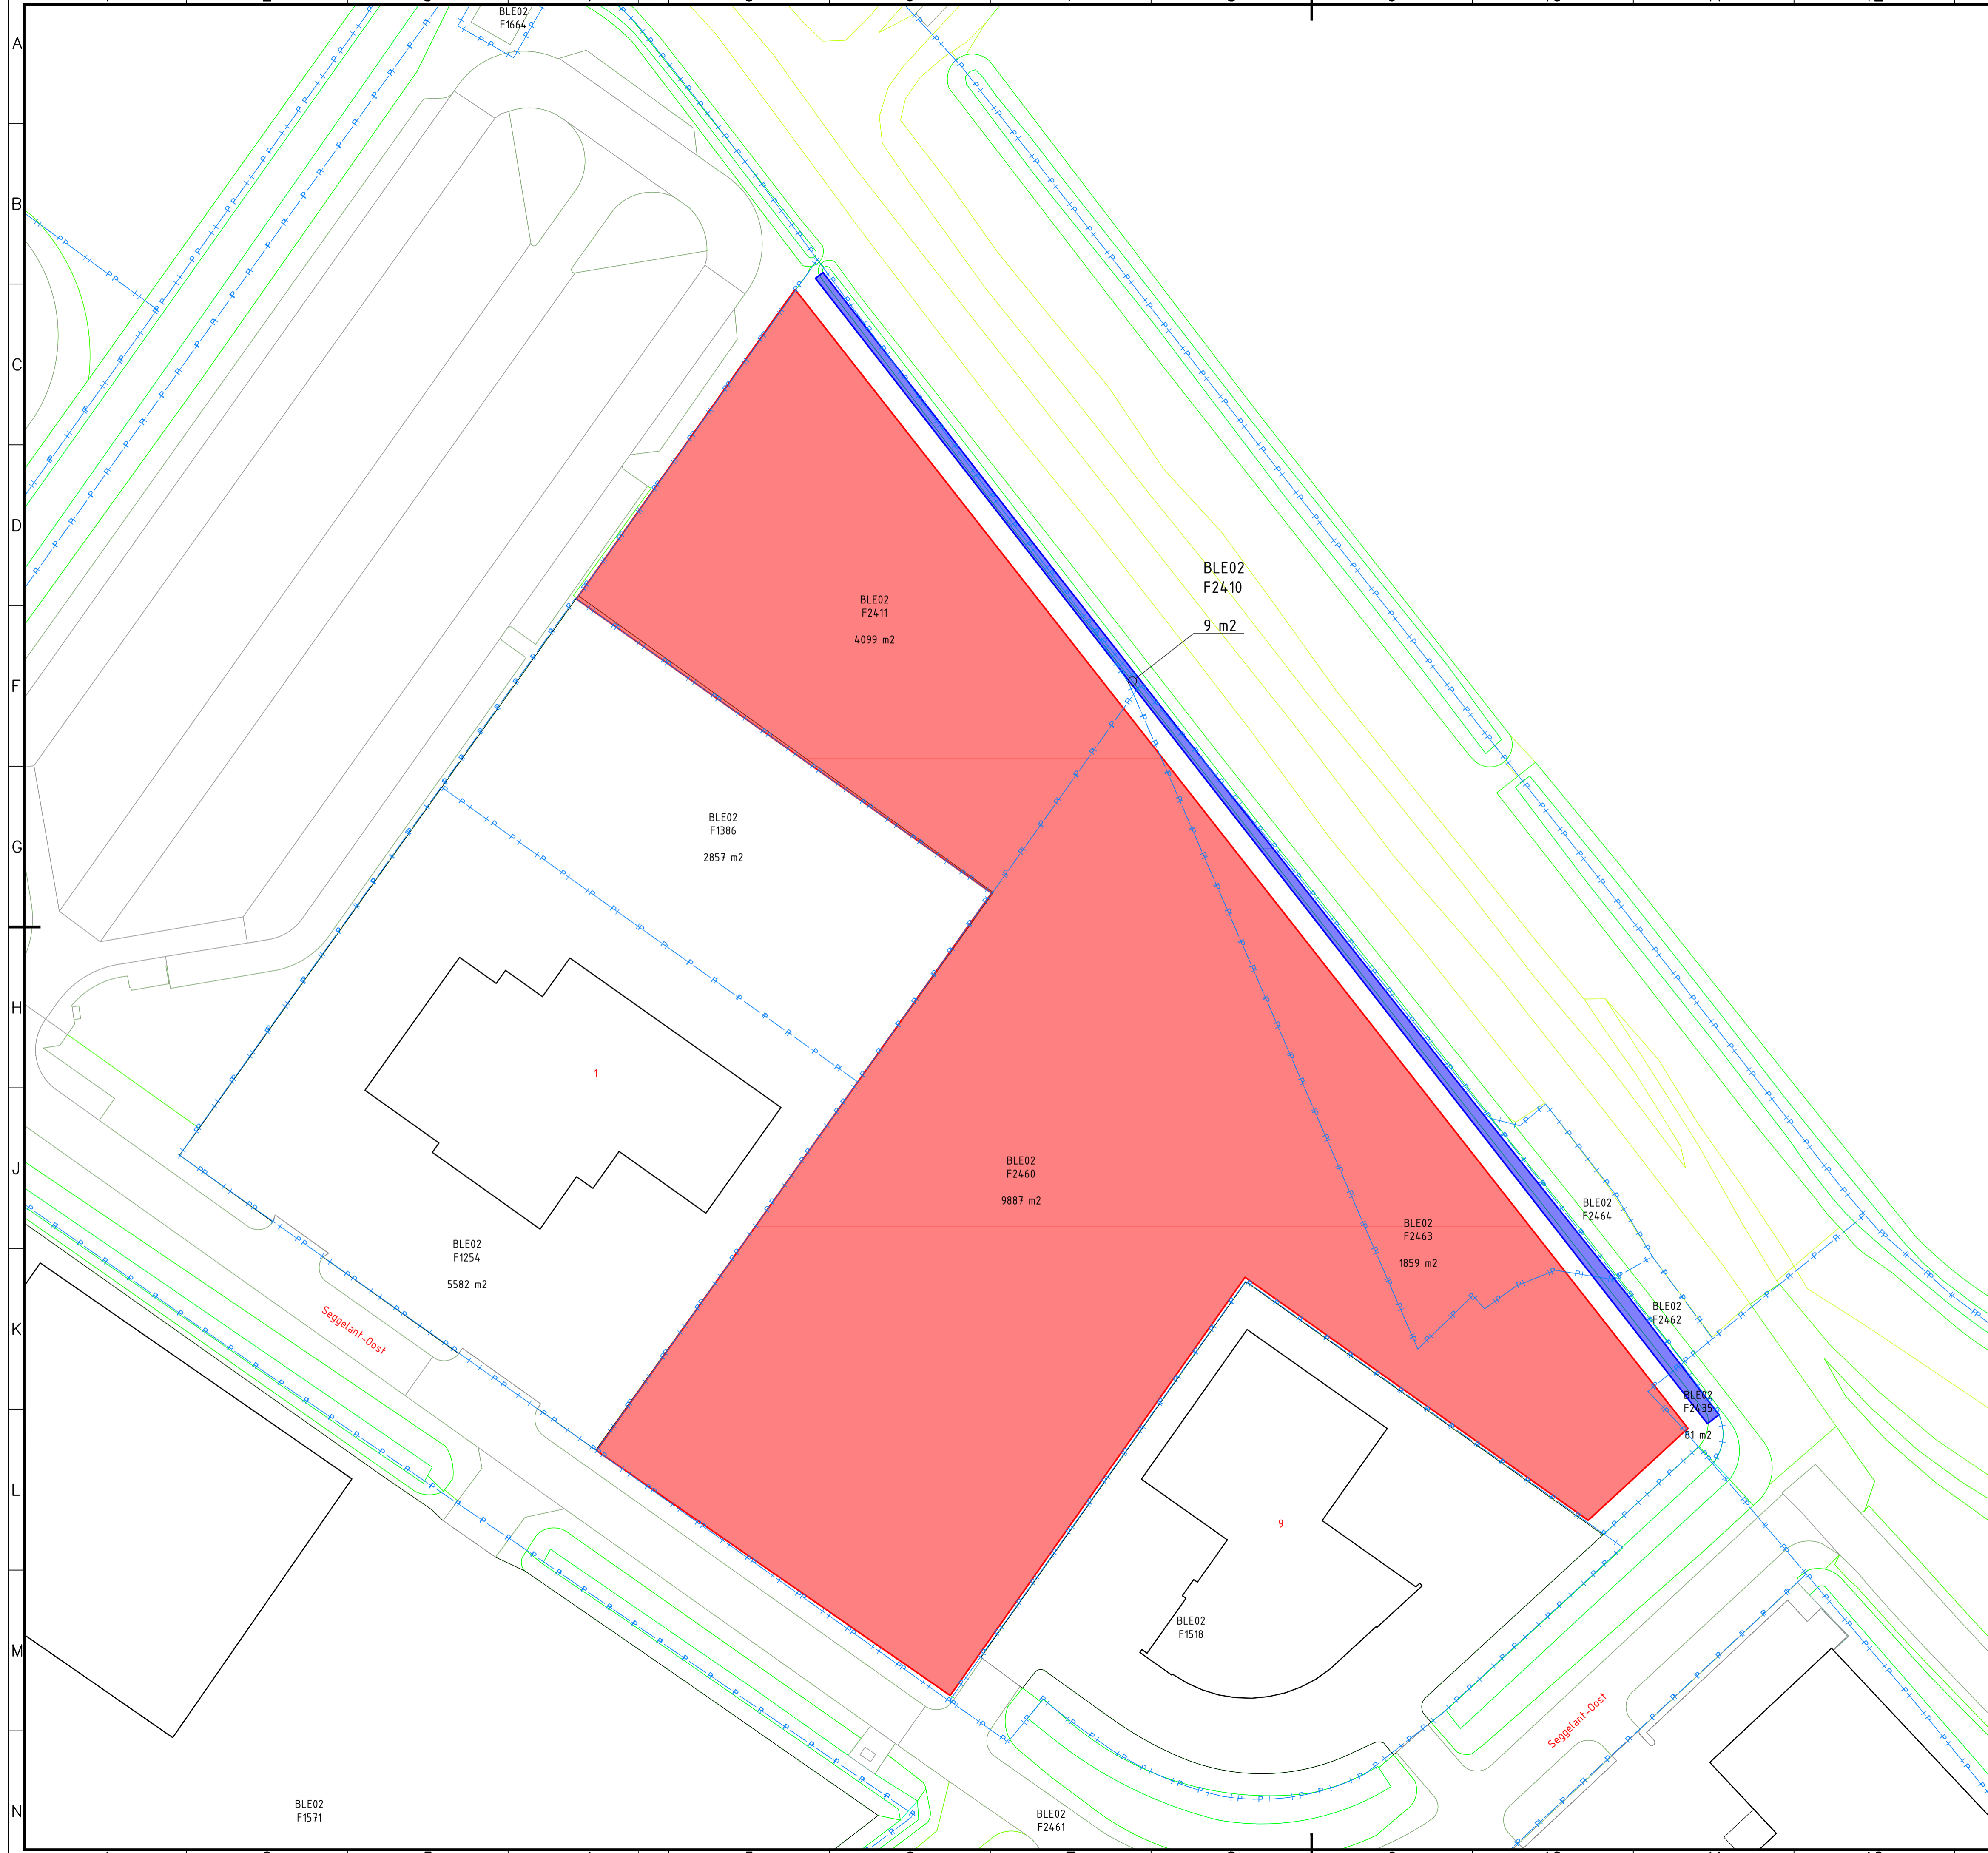 A
B
C
D
F
G
H
J
K
L
M
N
BLE02
F1664
BLE02
F2410
9 m2
BLE02
F2411
4099 m2
BLE02
F1386
2857 m2
1
BLE02
F2460
9887 m2
BLE02
F2464
BLE02
F2463
1859 m2
BLE02
F1254
5582 m2
BLE02
F2462
Seggelant-Oost
BLE02
F2435
81 m2
9
BLE02
F1518
Seggelant-Oost
BLE02
F1571
BLE02
F2461